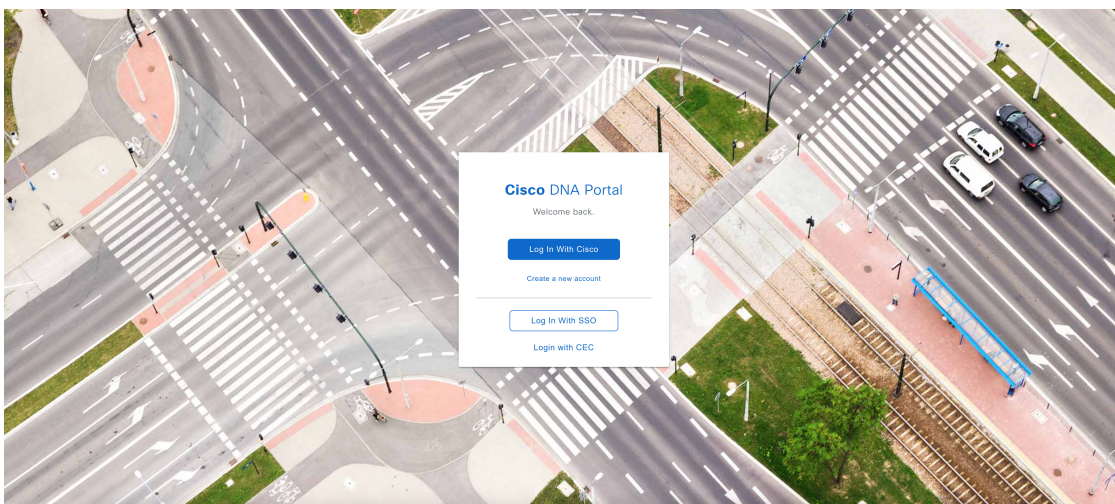 Cisco DNA Portal
Welcome back.
Log In With Cisco
Create a new account
Log In With SSO
Login with CEC